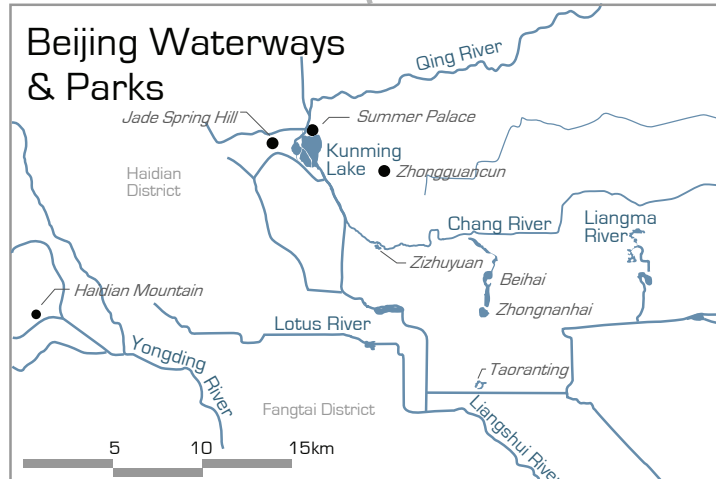 Beijing Waterways
& Parks
Qing River
Jade Spring Hill
Summer Palace
Kunming
Lake
Zhongguancun
Haidian
District
Chang River
Liangma
River
Zizhuyuan
Beihai
Haidian Mountain
Zhongnanhai
Lotus River
Yongding River
Taoranting
Fangtai District
Liangshui River
5 10 15km